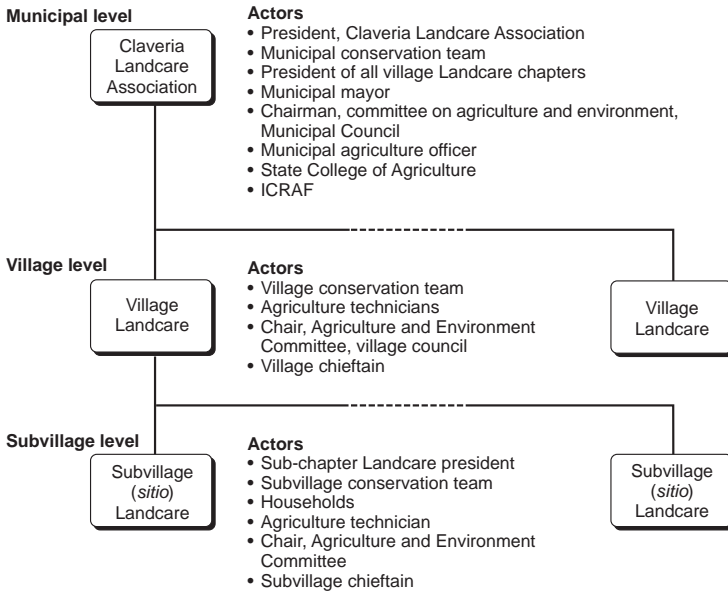 Municipal level
Claveria
Landcare
Association
Actors
• President, Claveria Landcare Association
• Municipal conservation team
• President of all village Landcare chapters
• Municipal mayor
• Chairman, committee on agriculture and environment,
Municipal Council
• Municipal agriculture officer
• State College of Agriculture
• ICRAF
Village level
Village
Landcare
Actors
• Village conservation team
• Agriculture technicians
• Chair, Agriculture and Environment
Committee, village council
• Village chieftain
Village
Landcare
Subvillage level
Subvillage
(sitio)
Landcare
Actors
• Sub-chapter Landcare president
• Subvillage conservation team
• Households
• Agriculture technician
• Chair, Agriculture and Environment
Committee
• Subvillage chieftain
Subvillage
(sitio)
Landcare